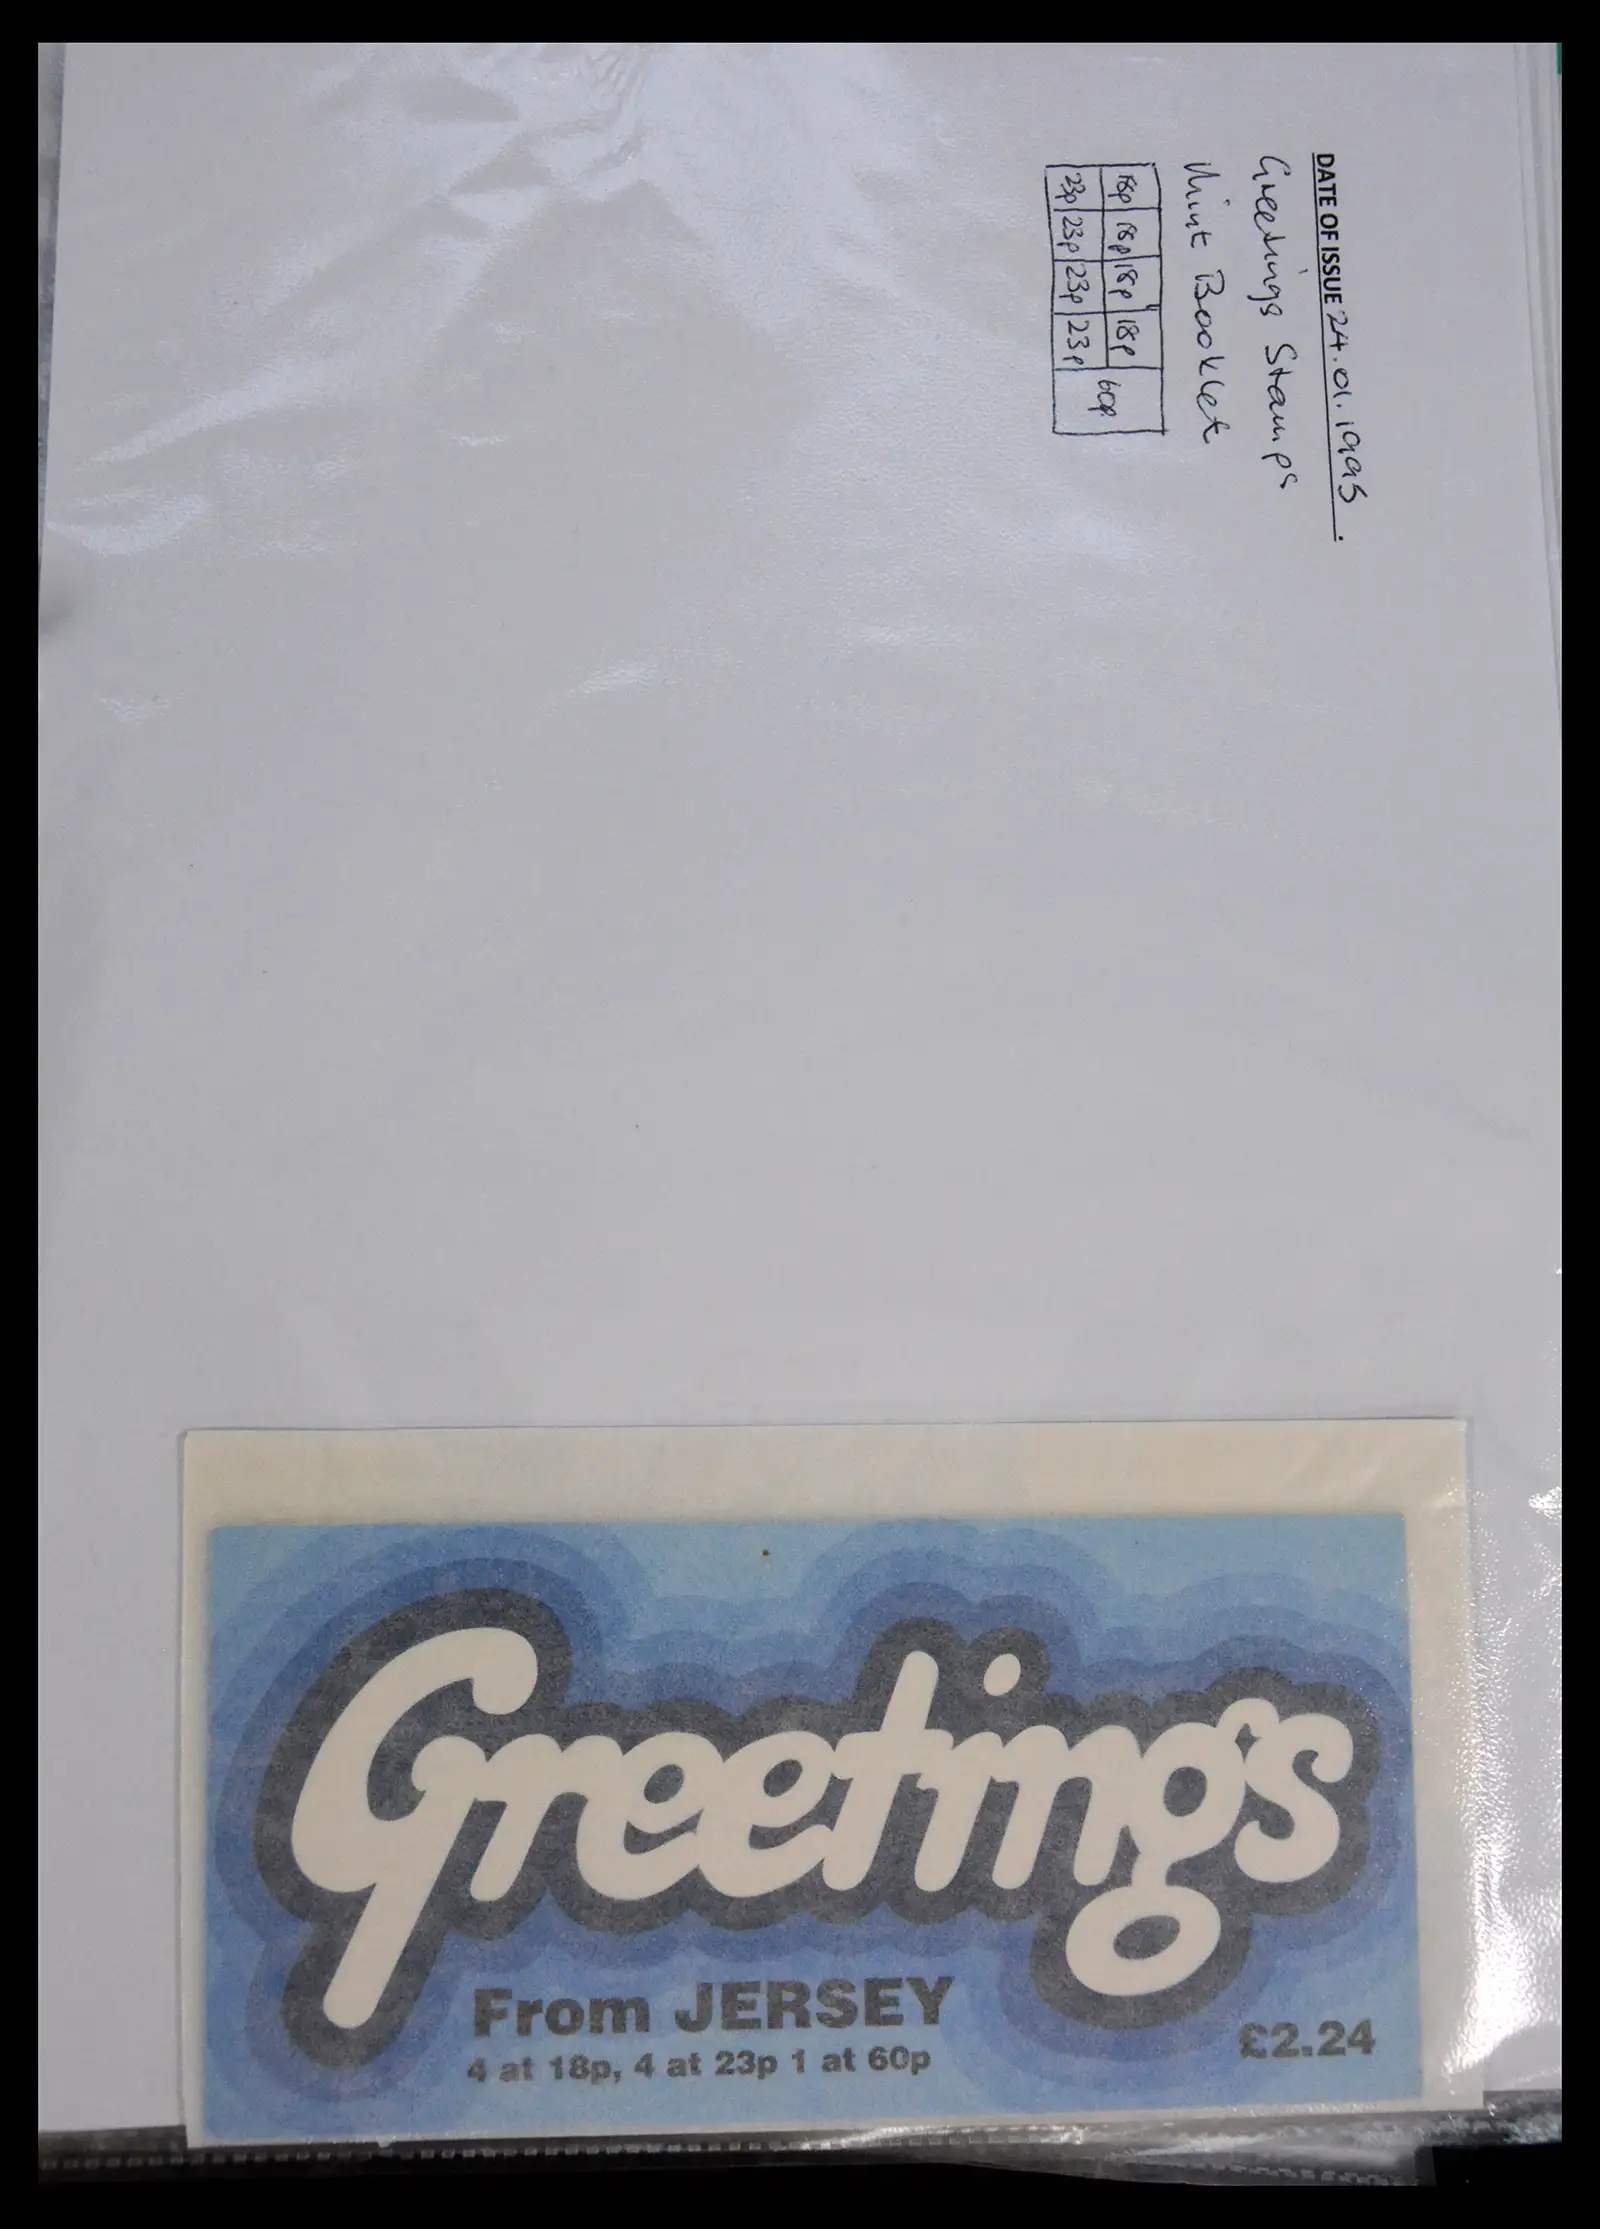 DATE OF ISSUE 24.01.1995.
Greetings Stamps
Mint Booklet
18p 18p 18p 18p 60p
23p 23p 23p 23p
Greetings
From JERSEY
4 at 18p, 4 at 23p 1 at 60p
£2.24